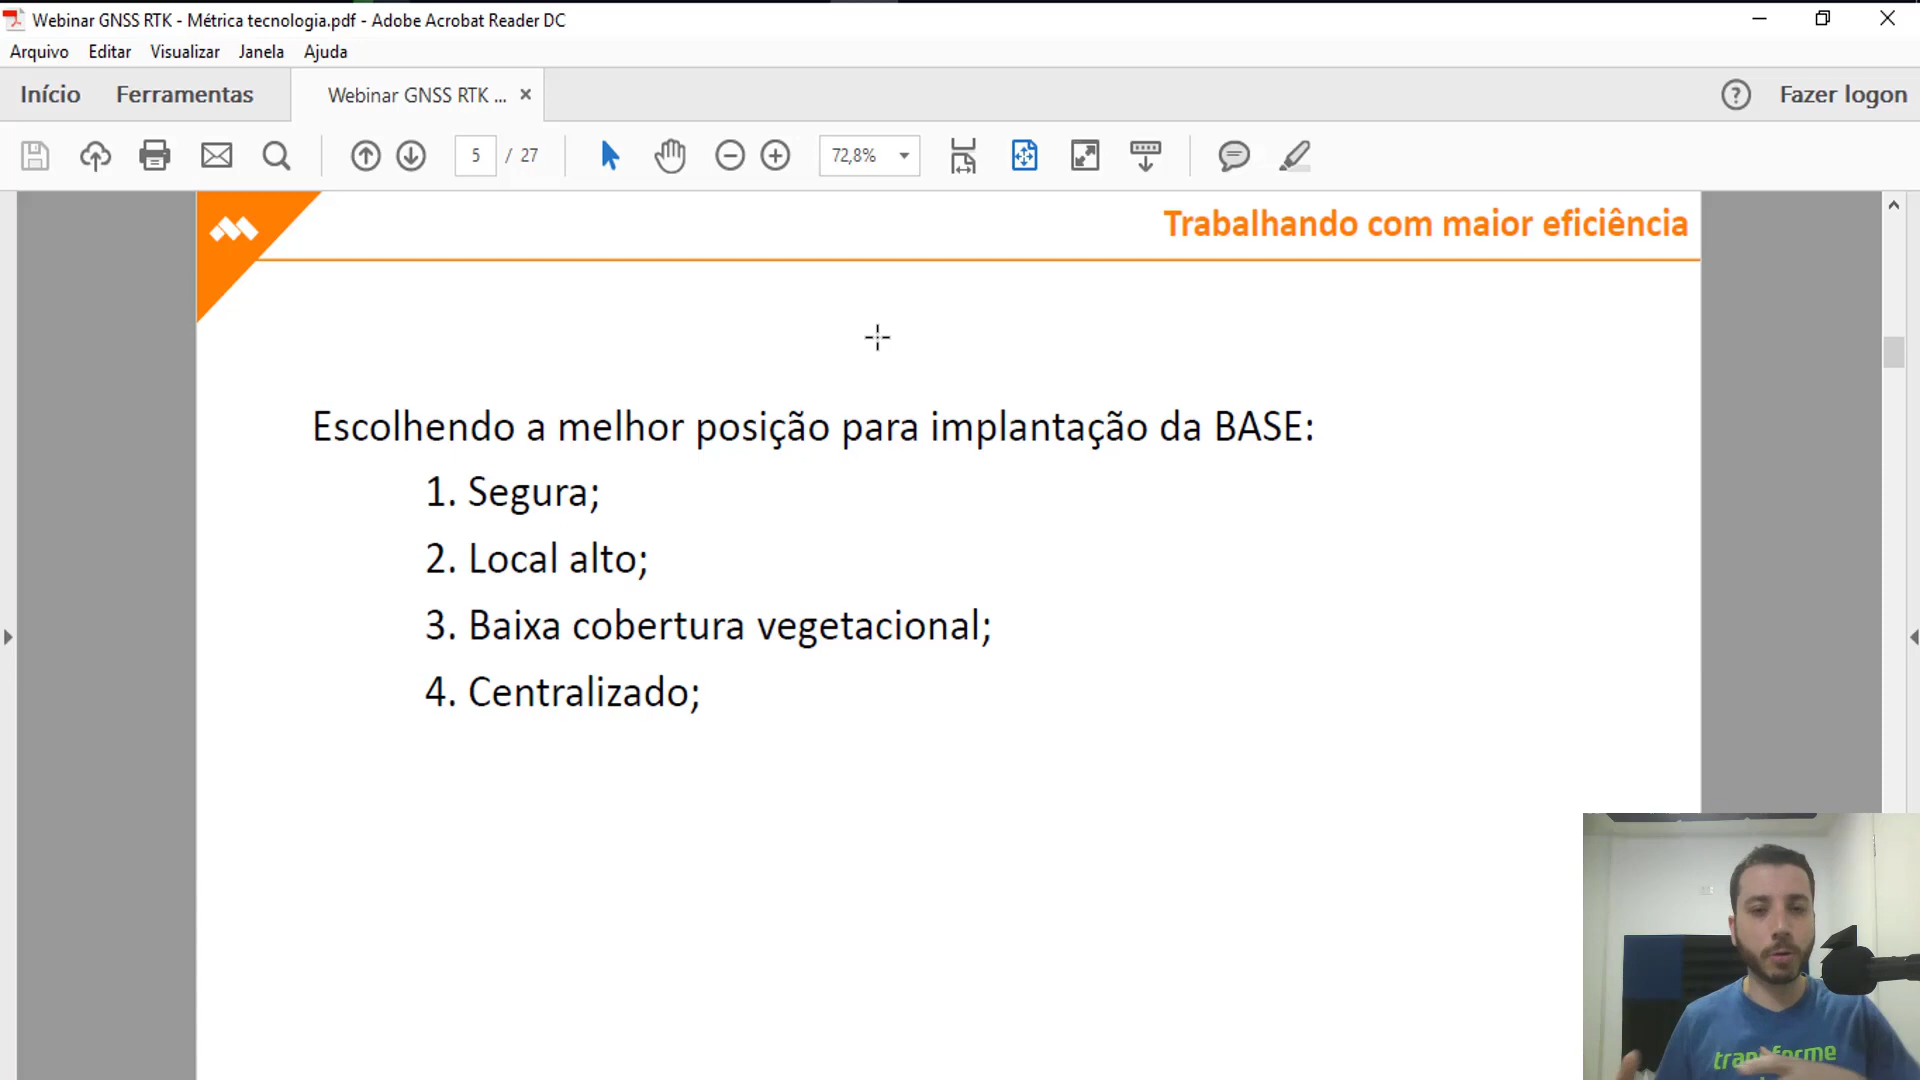 Webinar GNSS RTK - Métrica tecnologia.pdf - Adobe Acrobat Reader DC
Arquivo Editar Visualizar Janela Ajuda
Início Ferramentas Webinar GNSS RTK ... Fazer logon
5 / 27 72,8%
Trabalhando com maior eficiência
Escolhendo a melhor posição para implantação da BASE:
1. Segura;
2. Local alto;
3. Baixa cobertura vegetacional;
4. Centralizado;
transforme